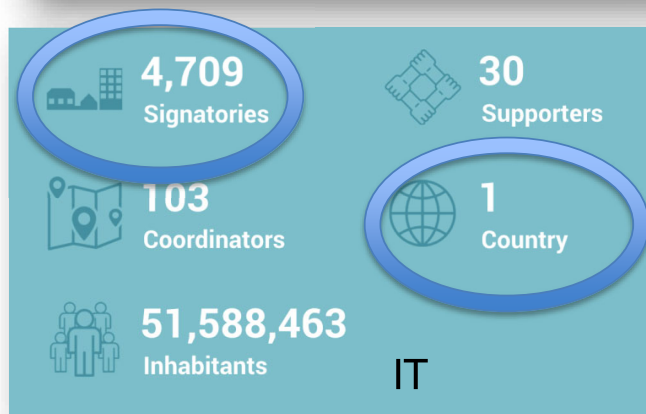 4,709
Signatories
30
Supporters
103
Coordinators
1
Country
51,588,463
Inhabitants
IT